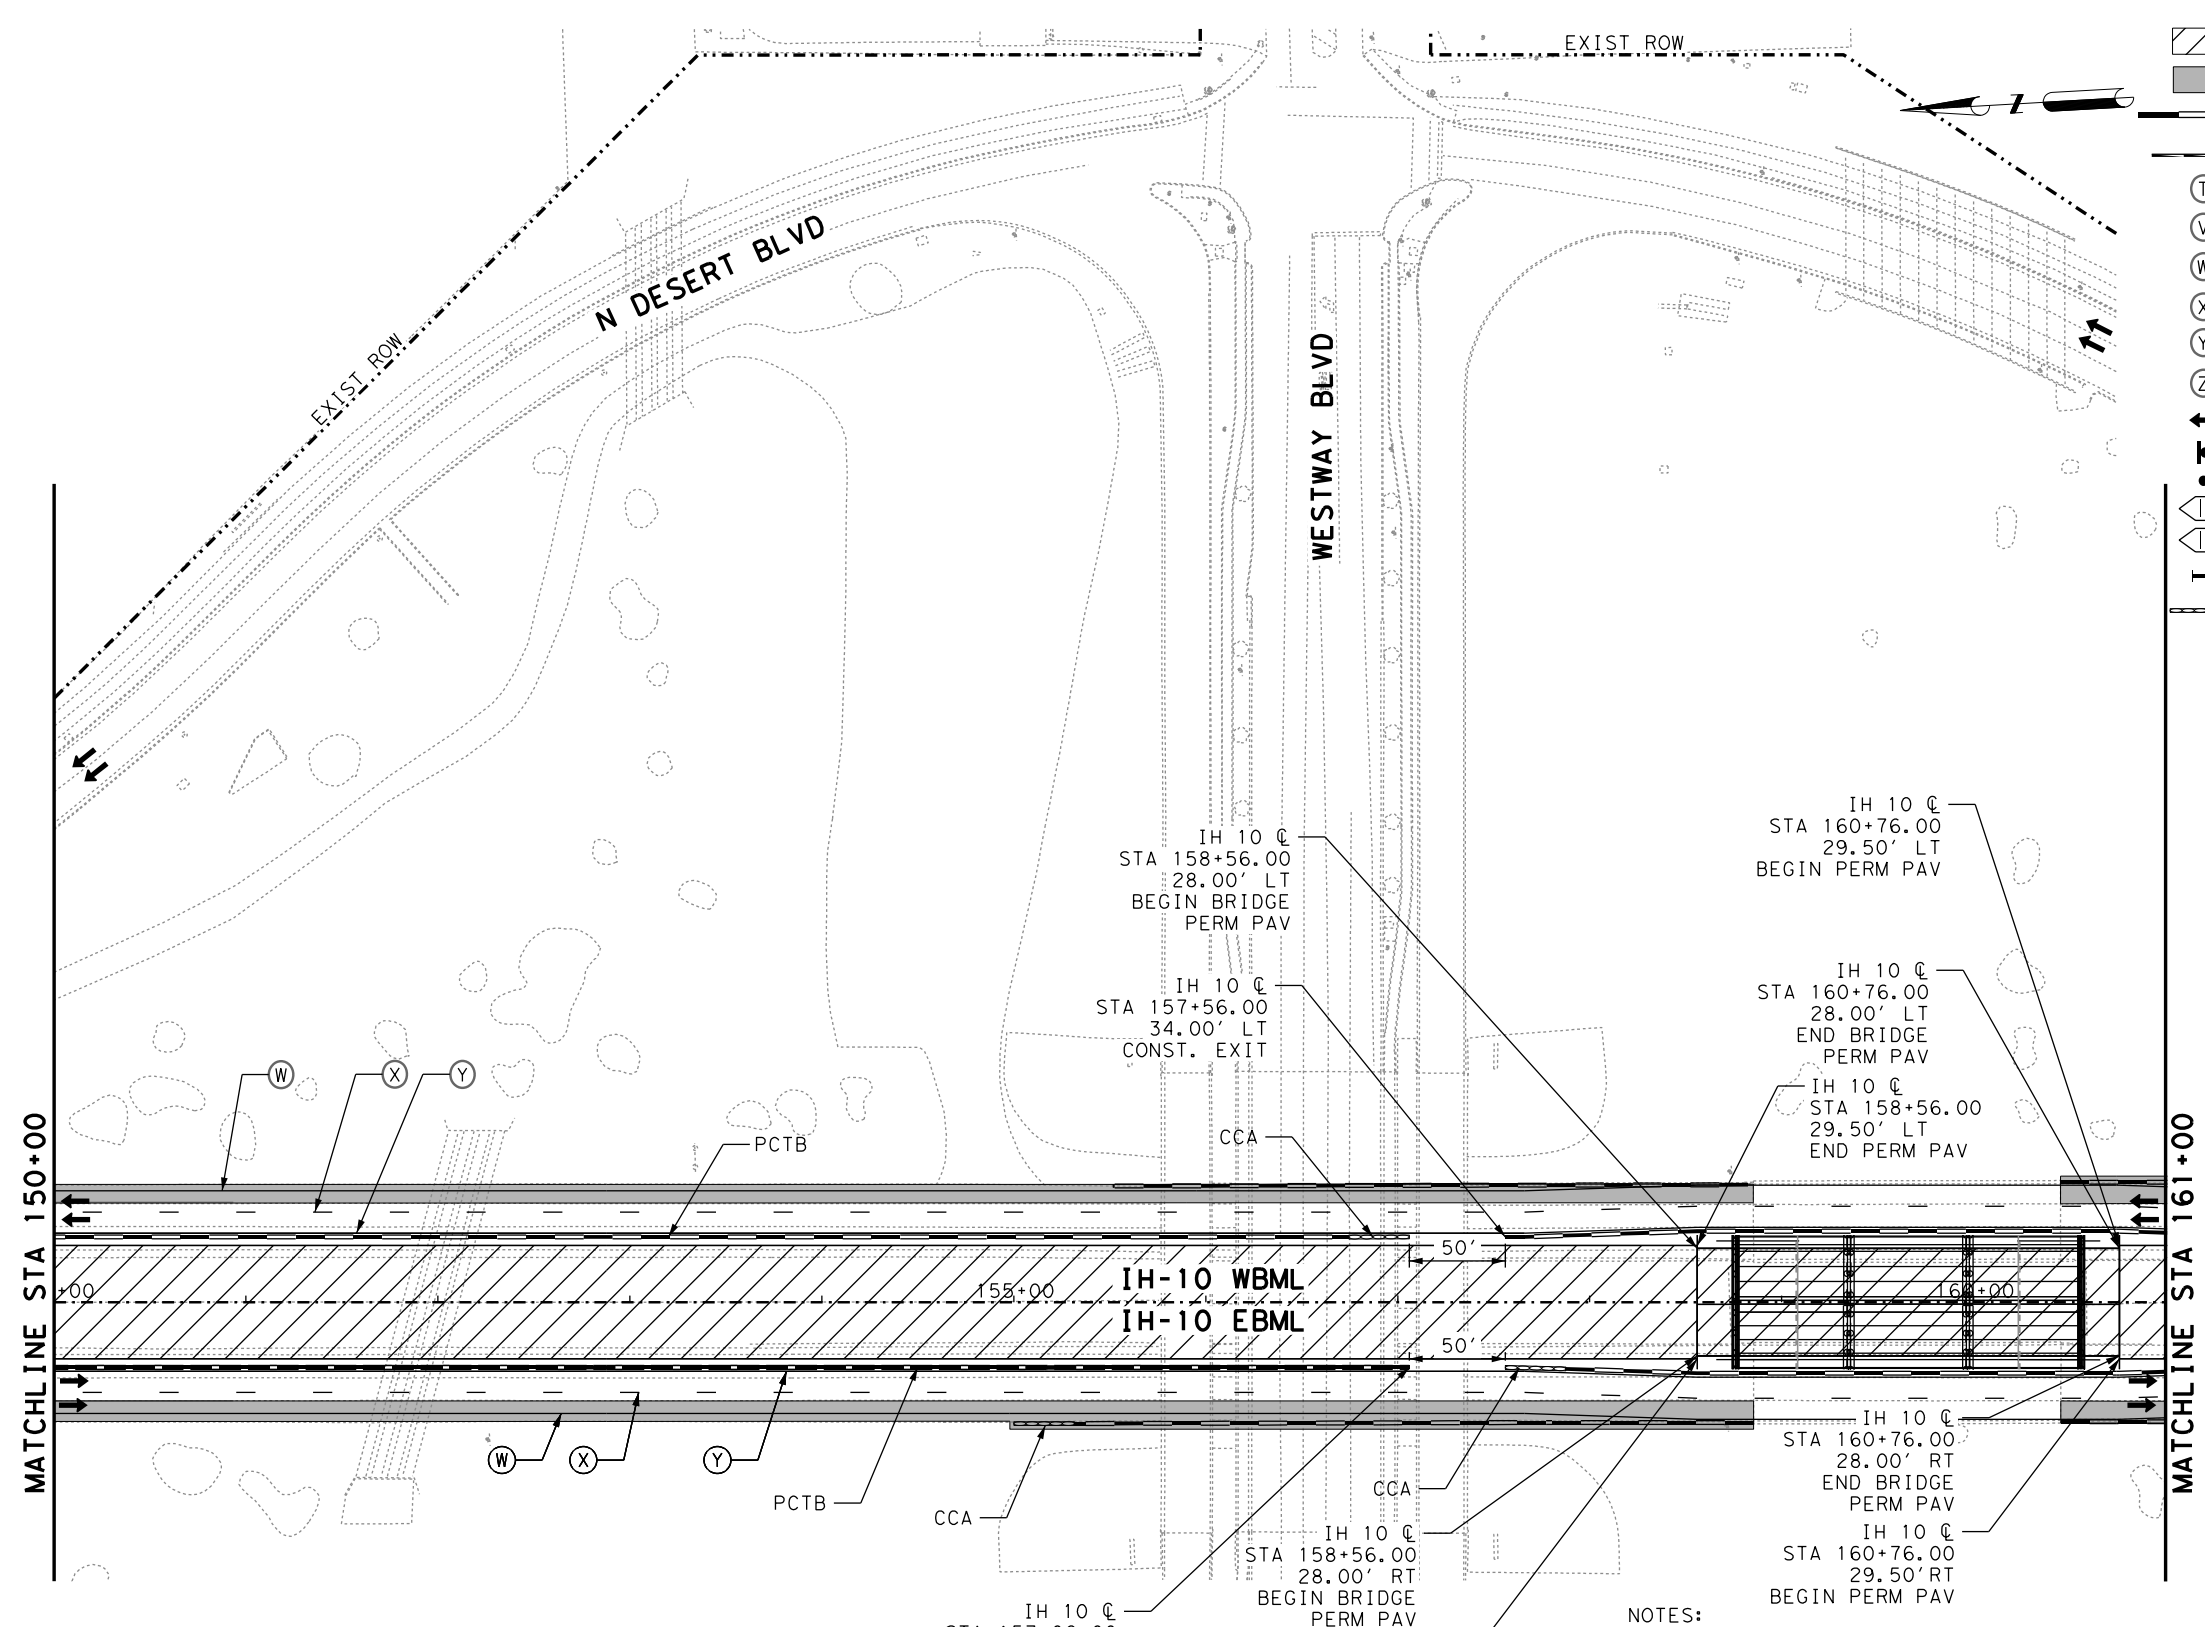 EXIST ROW
Z
N DESERT BLVD
EXIST ROW
WESTWAY BLVD
IH 10 ℄
STA 158+56.00
28.00' LT
BEGIN BRIDGE
PERM PAV
IH 10 ℄
STA 160+76.00
29.50' LT
BEGIN PERM PAV
IH 10 ℄
STA 157+56.00
34.00' LT
CONST. EXIT
IH 10 ℄
STA 160+76.00
28.00' LT
END BRIDGE
PERM PAV
IH 10 ℄
STA 158+56.00
29.50' LT
END PERM PAV
W
X
Y
PCTB
CCA
MATCHLINE STA 150+00
MATCHLINE STA 161+00
50'
+00
155+00
IH-10 WBML
IH-10 EBML
50'
W
X
Y
PCTB
CCA
CCA
IH 10 ℄
STA 160+76.00
28.00' RT
END BRIDGE
PERM PAV
IH 10 ℄
STA 158+56.00
28.00' RT
BEGIN BRIDGE
PERM PAV
IH 10 ℄
STA 160+76.00
29.50'RT
BEGIN PERM PAV
IH 10 ℄
NOTES: